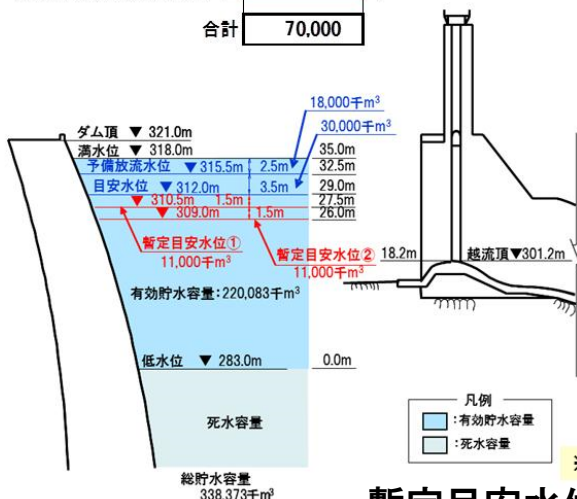 合計 70,000
18,000千m³
30,000千m³
ダム頂 ▼ 321.0m
満水位 ▼ 318.0m 35.0m
予備放流水位 ▼ 315.5m 2.5m 32.5m
目安水位 ▼ 312.0m 3.5m 29.0m
▼ 310.5m 1.5m 27.5m
▼ 309.0m 1.5m 26.0m
暫定目安水位① 暫定目安水位②
11,000千m³ 11,000千m³
18.2m 越流頂▼301.2m
有効貯水容量:220,083千m³
低水位 ▼ 283.0m 0.0m
凡例
:有効貯水容量
:死水容量
死水容量
総貯水容量
338,373千m³
※
暫定目安水位